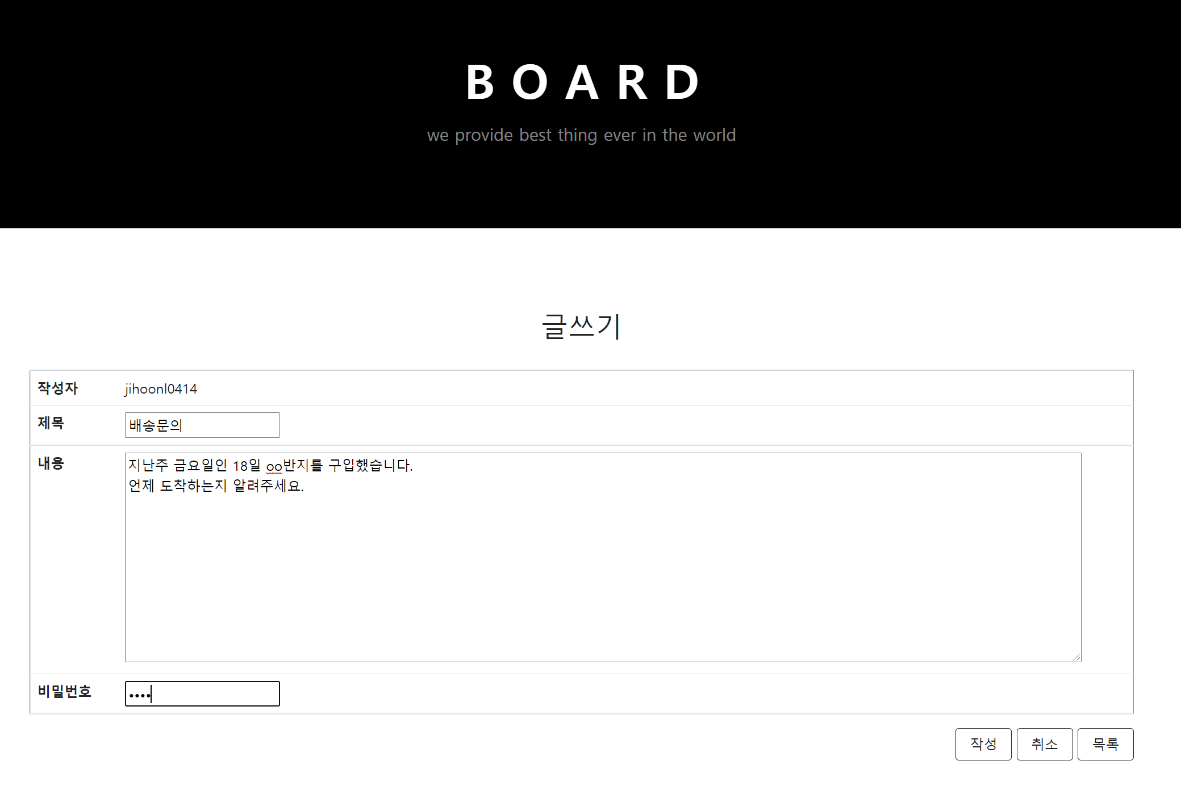 B O A R D
we provide best thing ever in the world
글쓰기
작성자 jihoonl0414
제목 배송문의
내용 지난주 금요일인 18일 oo반지를 구입했습니다.
언제 도착하는지 알려주세요.
비밀번호 ••••
작성 취소 목록